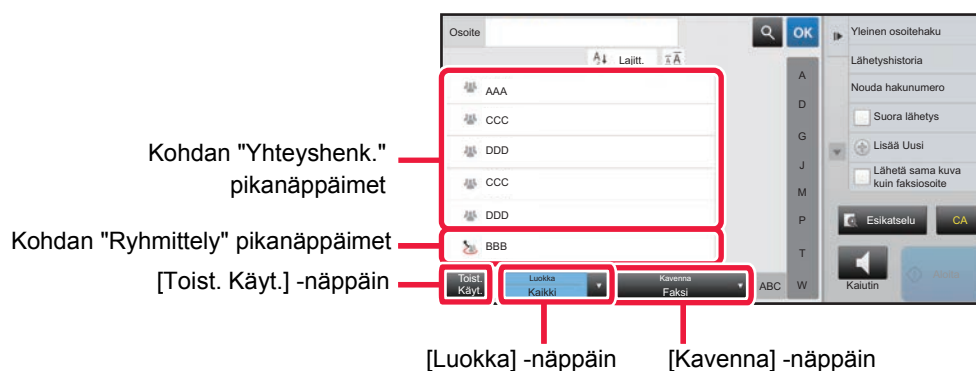 Osoite
OK
Lajitt.
AAA
CCC
DDD
CCC
DDD
BBB
Toist.
Käyt.
Luokka
Kaikki
Kavenna
Faksi
ABC
A
D
G
J
M
P
T
W
Yleinen osoitehaku
Lähetyshistoria
Nouda hakunumero
Suora lähetys
Lisää Uusi
Lähetä sama kuva
kuin faksiosoite
Esikatselu
CA
Kaiutin
Kohdan "Yhteyshenk."
pikanäppäimet
Kohdan "Ryhmittely" pikanäppäimet
[Toist. Käyt.] -näppäin
[Luokka] -näppäin
[Kavenna] -näppäin